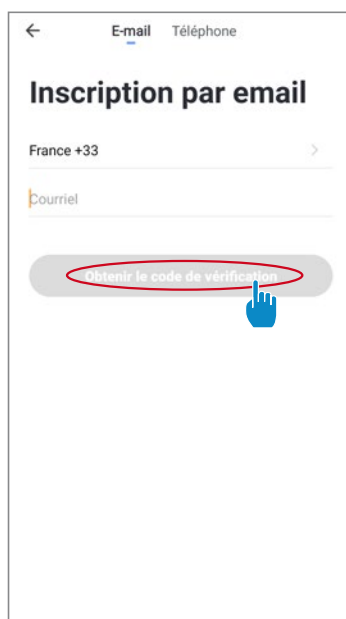 E-mail Téléphone
Inscription par email
France +33
Courriel
Obtenir le code de vérification